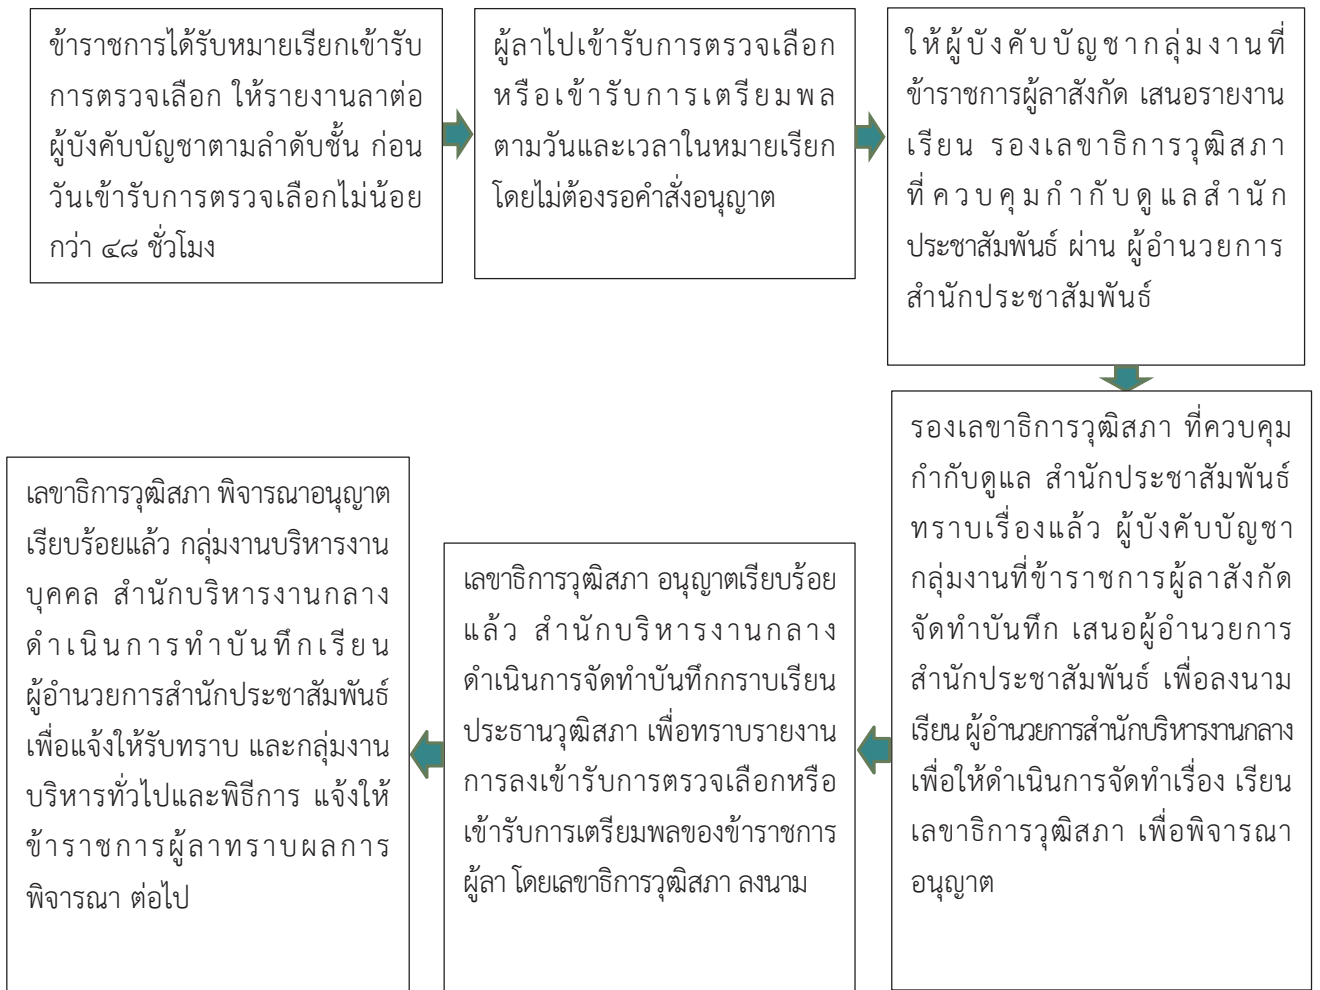 ข้าราชการได้รับหมายเรียกเข้ารับ
การตรวจเลือก ให้รายงานลาต่อ
ผู้บังคับบัญชาตามลำดับชั้น ก่อน
วันเข้ารับการตรวจเลือกไม่น้อย
กว่า ๔๘ ชั่วโมง
ผู้ลาไปเข้ารับการตรวจเลือก
หรือเข้ารับการเตรียมพล
ตามวันและเวลาในหมายเรียก
โดยไม่ต้องรอคำสั่งอนุญาต
ให้ผู้บังคับบัญชากลุ่มงานที่
ข้าราชการผู้ลาสังกัด เสนอรายงาน
เรียน รองเลขาธิการวุฒิสภา
ที่ควบคุมกำกับดูแลสำนัก
ประชาสัมพันธ์ ผ่าน ผู้อำนวยการ
สำนักประชาสัมพันธ์
รองเลขาธิการวุฒิสภา ที่ควบคุม
กำกับดูแล สำนักประชาสัมพันธ์
ทราบเรื่องแล้ว ผู้บังคับบัญชา
กลุ่มงานที่ข้าราชการผู้ลาสังกัด
จัดทำบันทึก เสนอผู้อำนวยการ
สำนักประชาสัมพันธ์ เพื่อลงนาม
เรียน ผู้อำนวยการสำนักบริหารงานกลาง
เพื่อให้ดำเนินการจัดทำเรื่อง เรียน
เลขาธิการวุฒิสภา เพื่อพิจารณา
อนุญาต
เลขาธิการวุฒิสภา อนุญาตเรียบร้อย
แล้ว สำนักบริหารงานกลาง
ดำเนินการจัดทำบันทึกกราบเรียน
ประธานวุฒิสภา เพื่อทราบรายงาน
การลงเข้ารับการตรวจเลือกหรือ
เข้ารับการเตรียมพลของข้าราชการ
ผู้ลา โดยเลขาธิการวุฒิสภา ลงนาม
เลขาธิการวุฒิสภา พิจารณาอนุญาต
เรียบร้อยแล้ว กลุ่มงานบริหารงาน
บุคคล สำนักบริหารงานกลาง
ดำเนินการทำบันทึกเรียน
ผู้อำนวยการสำนักประชาสัมพันธ์
เพื่อแจ้งให้รับทราบ และกลุ่มงาน
บริหารทั่วไปและพิธีการ แจ้งให้
ข้าราชการผู้ลาทราบผลการ
พิจารณา ต่อไป